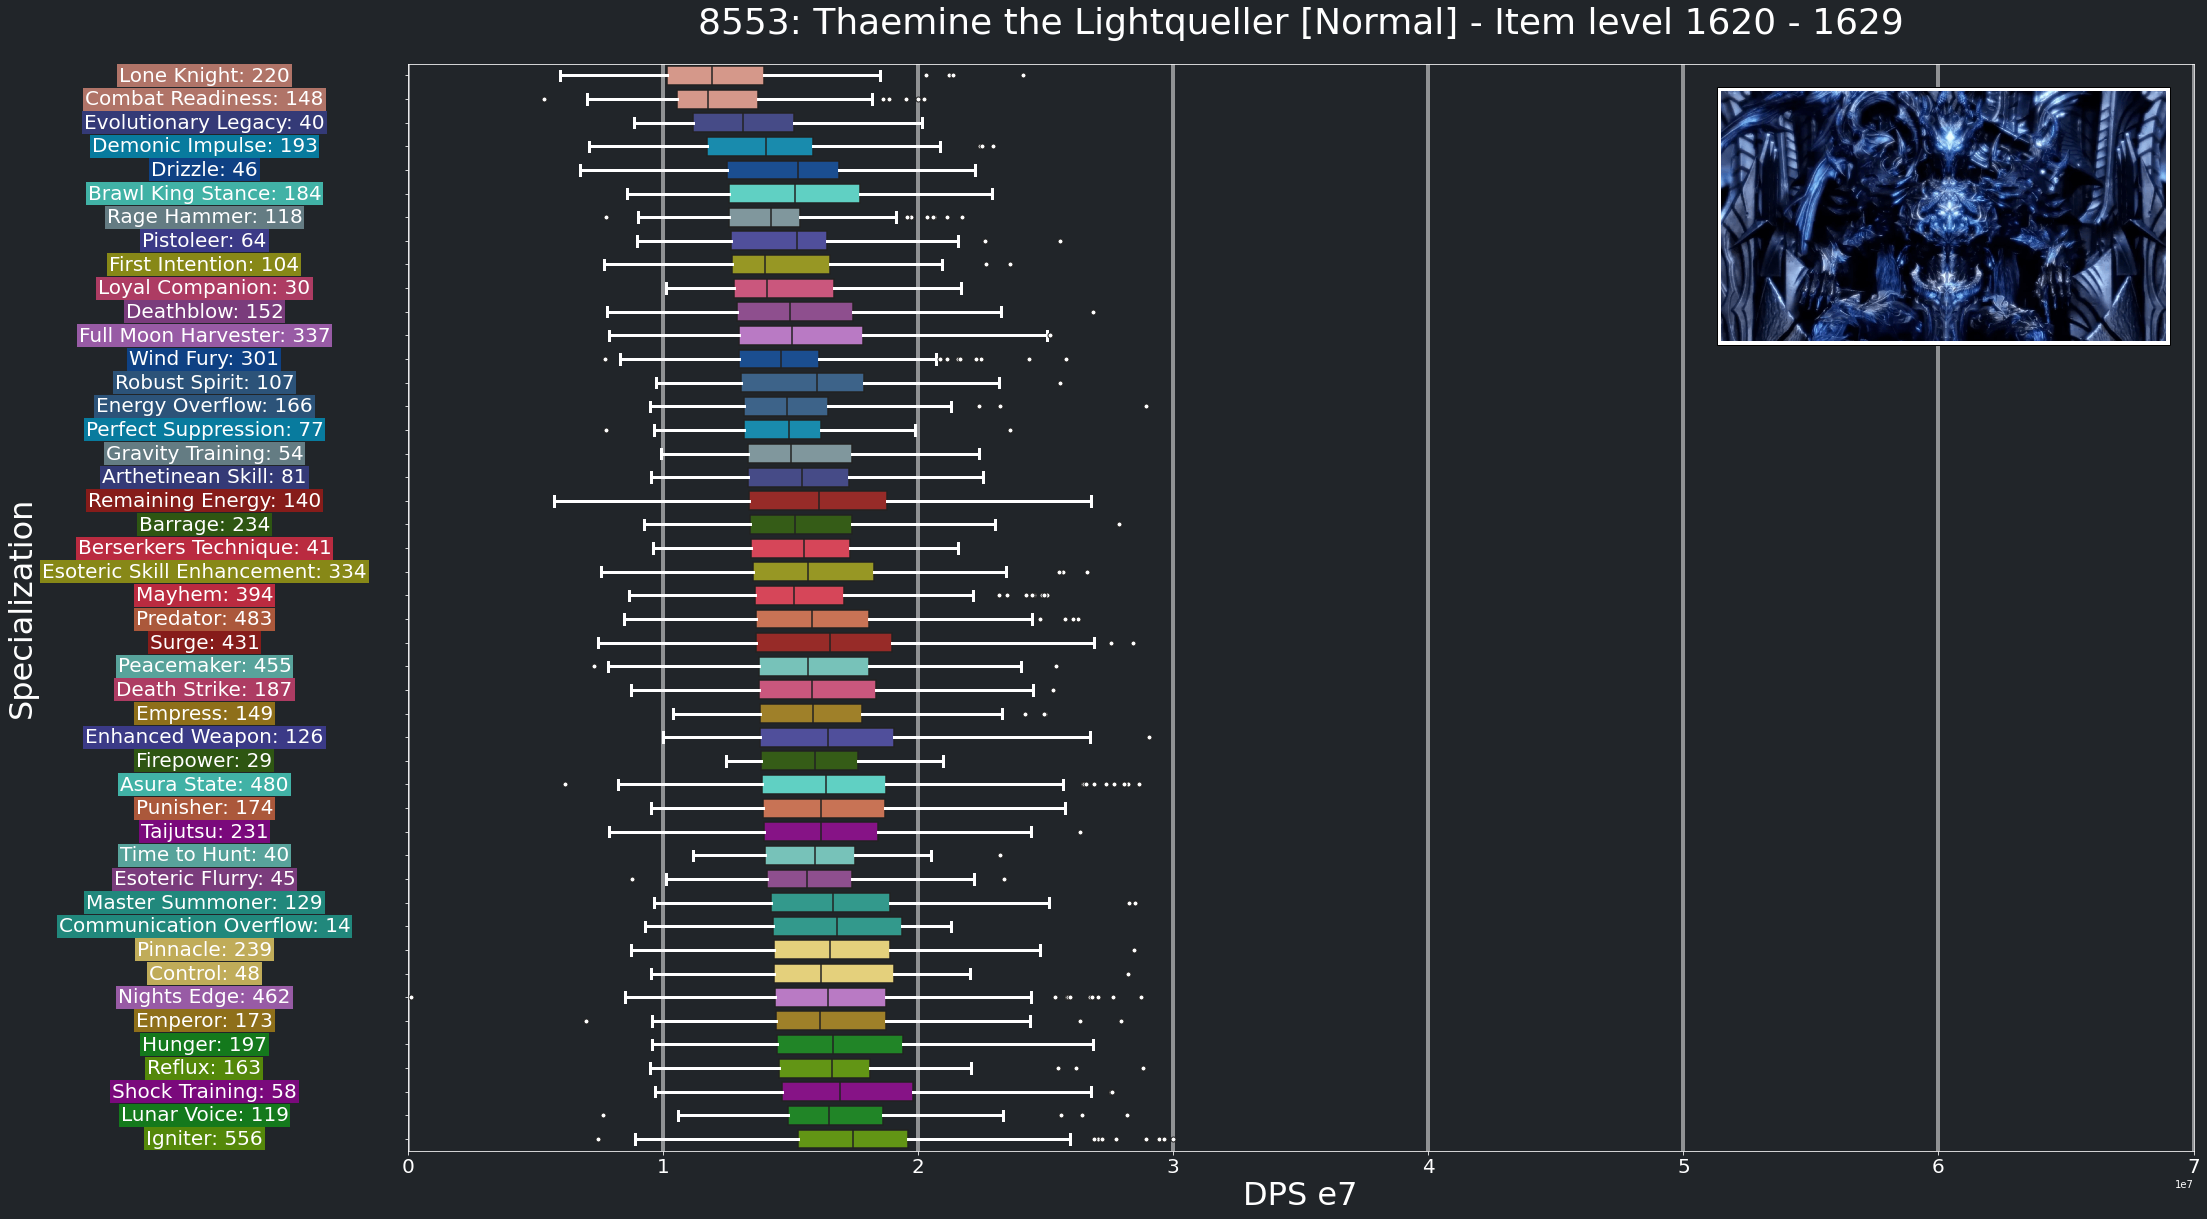 8553: Thaemine the Lightqueller [Normal] - Item level 1620 - 1629
Specialization
Lone Knight: 220
Combat Readiness: 148
Evolutionary Legacy: 40
Demonic Impulse: 193
Drizzle: 46
Brawl King Stance: 184
Rage Hammer: 118
Pistoleer: 64
First Intention: 104
Loyal Companion: 30
Deathblow: 152
Full Moon Harvester: 337
Wind Fury: 301
Robust Spirit: 107
Energy Overflow: 166
Perfect Suppression: 77
Gravity Training: 54
Arthetinean Skill: 81
Remaining Energy: 140
Barrage: 234
Berserkers Technique: 41
Esoteric Skill Enhancement: 334
Mayhem: 394
Predator: 483
Surge: 431
Peacemaker: 455
Death Strike: 187
Empress: 149
Enhanced Weapon: 126
Firepower: 29
Asura State: 480
Punisher: 174
Taijutsu: 231
Time to Hunt: 40
Esoteric Flurry: 45
Master Summoner: 129
Communication Overflow: 14
Pinnacle: 239
Control: 48
Nights Edge: 462
Emperor: 173
Hunger: 197
Reflux: 163
Shock Training: 58
Lunar Voice: 119
Igniter: 556
0 1 2 3 4 5 6 7
DPS e7
1e7